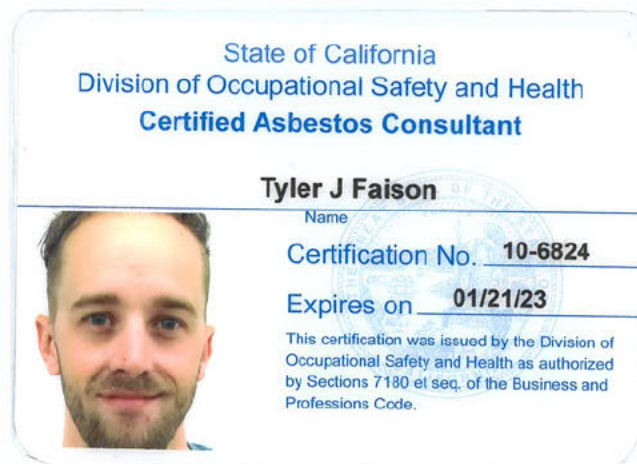 State of California
Division of Occupational Safety and Health
Certified Asbestos Consultant
Tyler J Faison
Name
Certification No. 10-6824
Expires on 01/21/23
This certification was issued by the Division of
Occupational Safety and Health as authorized
by Sections 7180 et seq. of the Business and
Professions Code.